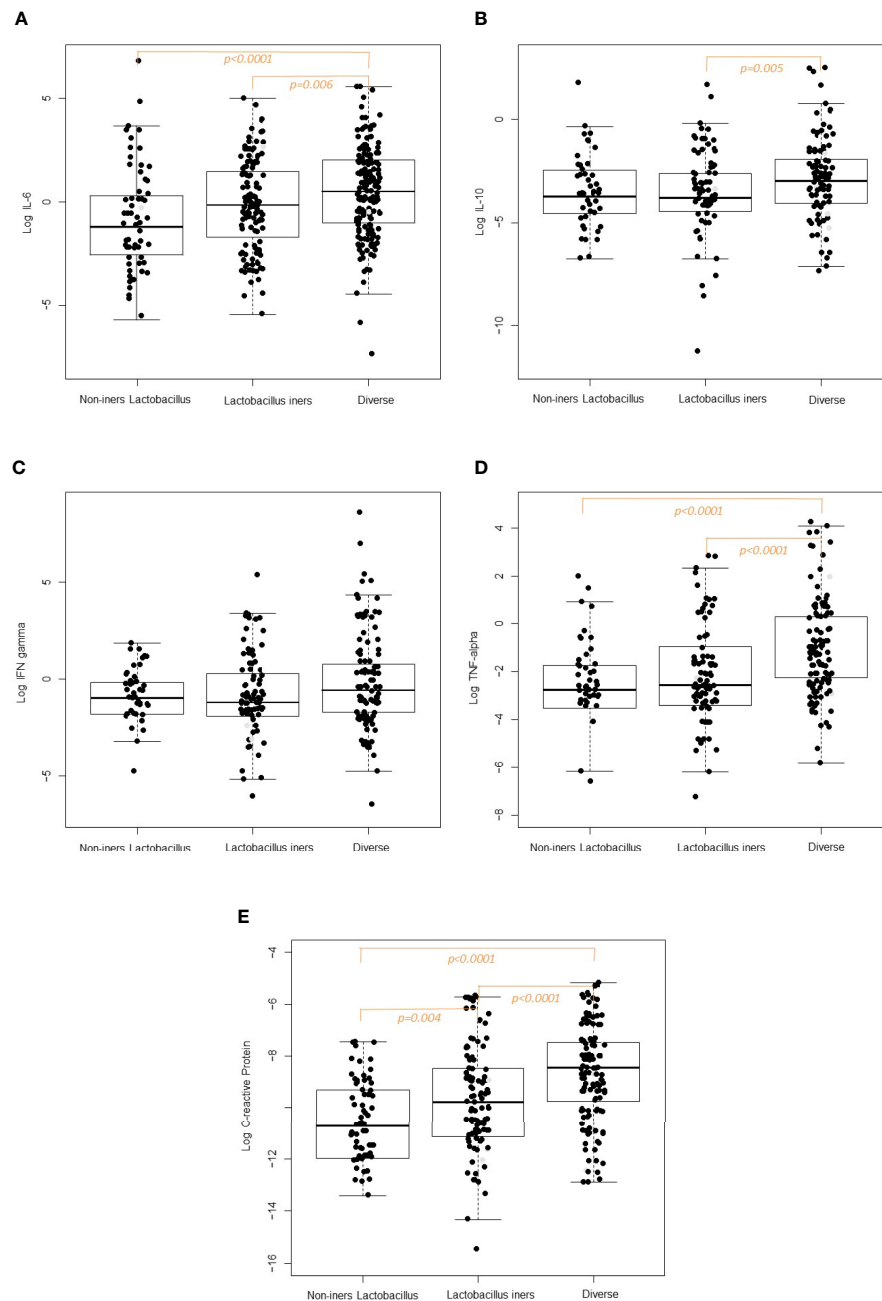 A
B
p<0.0001
p=0.006
Log IL-6
5
0
−5
Non-iners Lactobacillus
Lactobacillus iners
Diverse
p=0.005
Log IL-10
0
−5
−10
Non-iners Lactobacillus
Lactobacillus iners
Diverse
C
D
Log IFN gamma
5
0
−5
Non-iners Lactobacillus
Lactobacillus iners
Diverse
p<0.0001
p<0.0001
Log TNF-alpha
4
2
0
−2
−4
−6
−8
Non-iners Lactobacillus
Lactobacillus iners
Diverse
E
p<0.0001
p<0.0001
p=0.004
Log C-reactive Protein
−4
−6
−8
−12
−14
−16
Non-iners Lactobacillus
Lactobacillus iners
Diverse